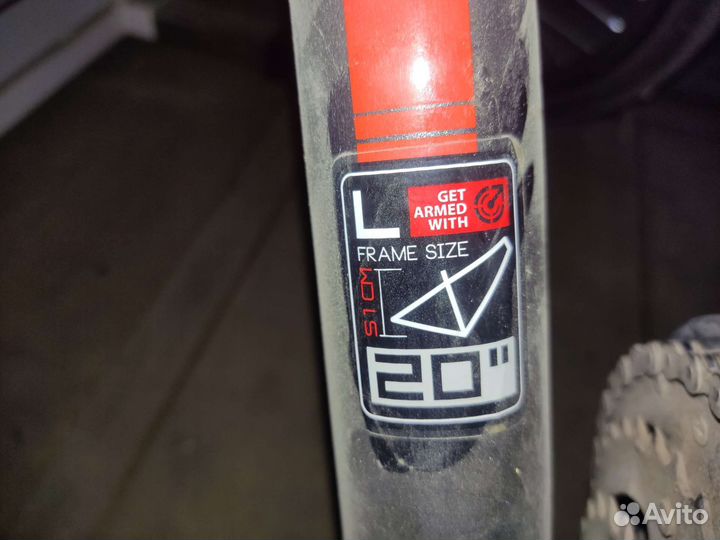 L
GET
ARMED
WITH
FRAME SIZE
51 CM
20"
Avito